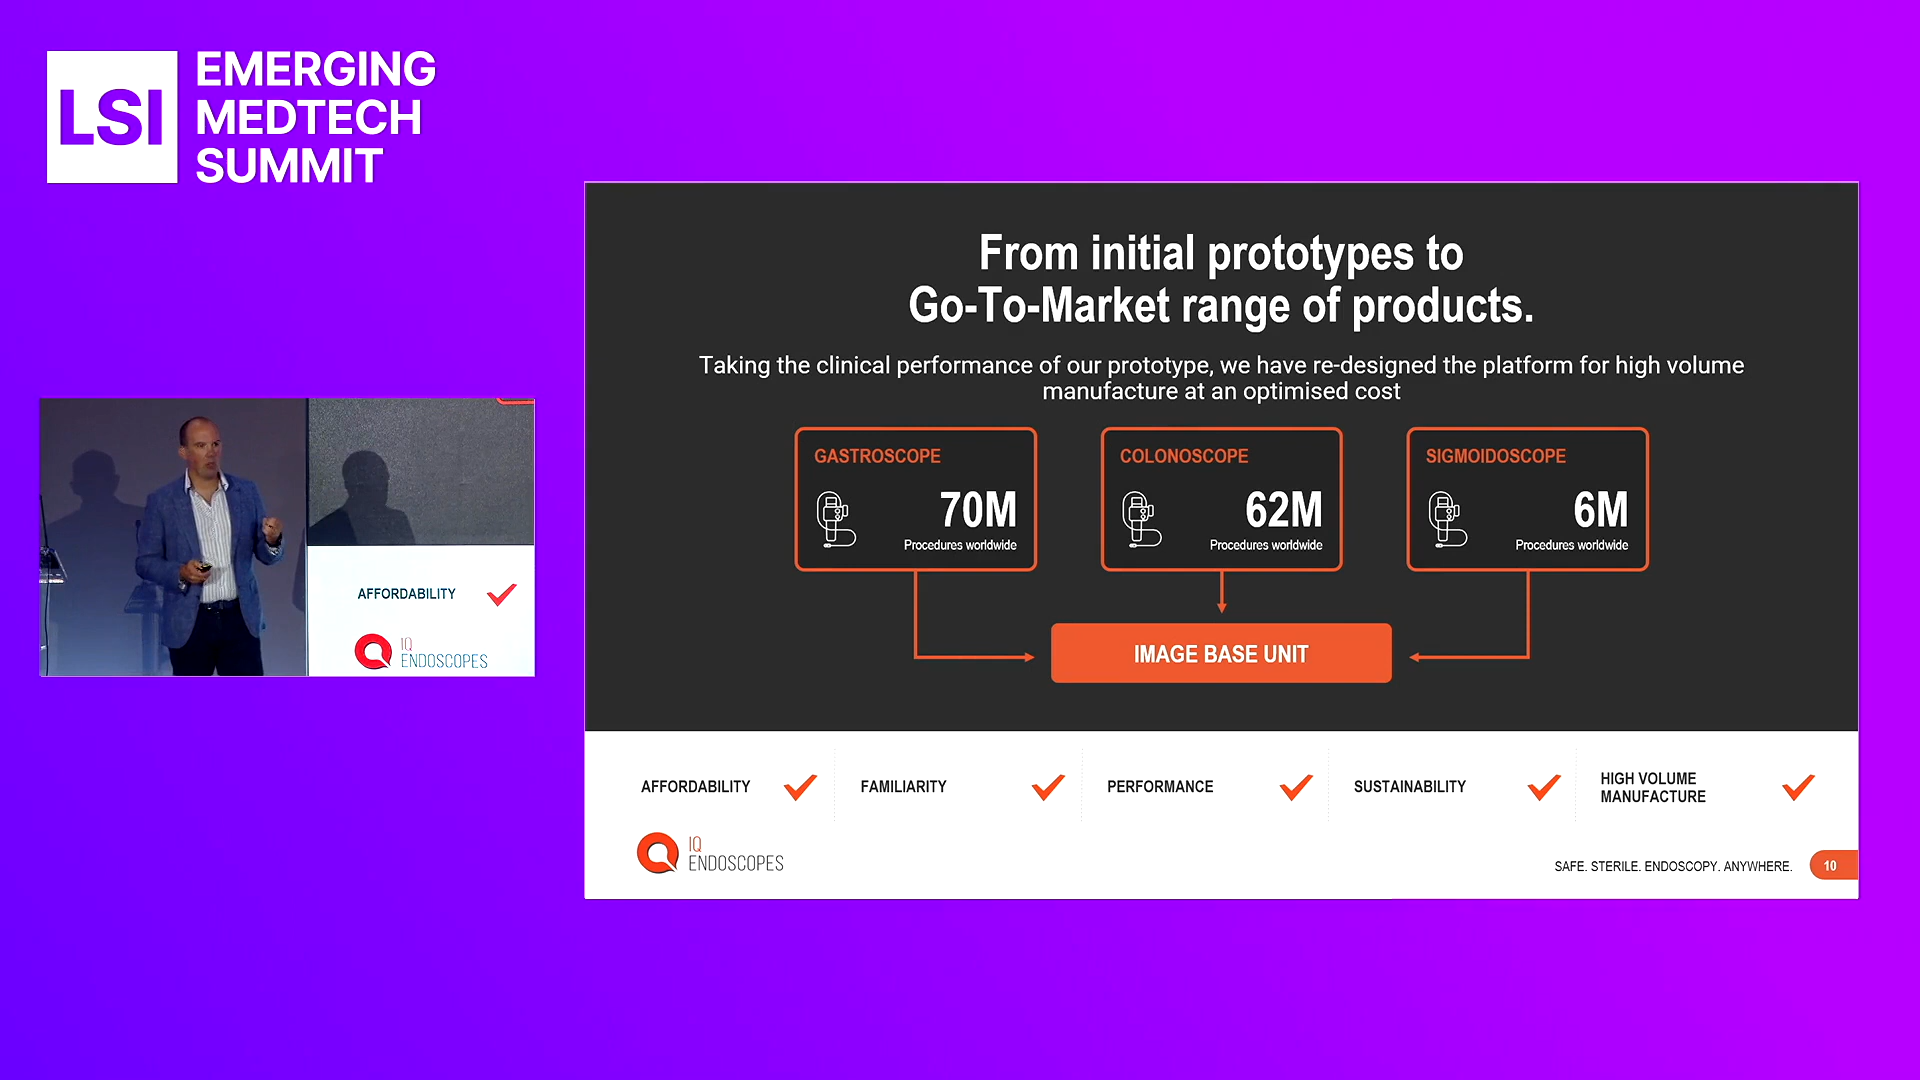 LSI
EMERGING
MEDTECH
SUMMIT
From initial prototypes to
Go-To-Market range of products.
Taking the clinical performance of our prototype, we have re-designed the platform for high volume
manufacture at an optimised cost
GASTROSCOPE
70M
Procedures worldwide
COLONOSCOPE
62M
Procedures worldwide
SIGMOIDOSCOPE
6M
Procedures worldwide
IMAGE BASE UNIT
AFFORDABILITY
FAMILIARITY
PERFORMANCE
SUSTAINABILITY
HIGH VOLUME
MANUFACTURE
IQ
ENDOSCOPES
SAFE. STERILE. ENDOSCOPY. ANYWHERE.
10
AFFORDABILITY
IQ
ENDOSCOPES